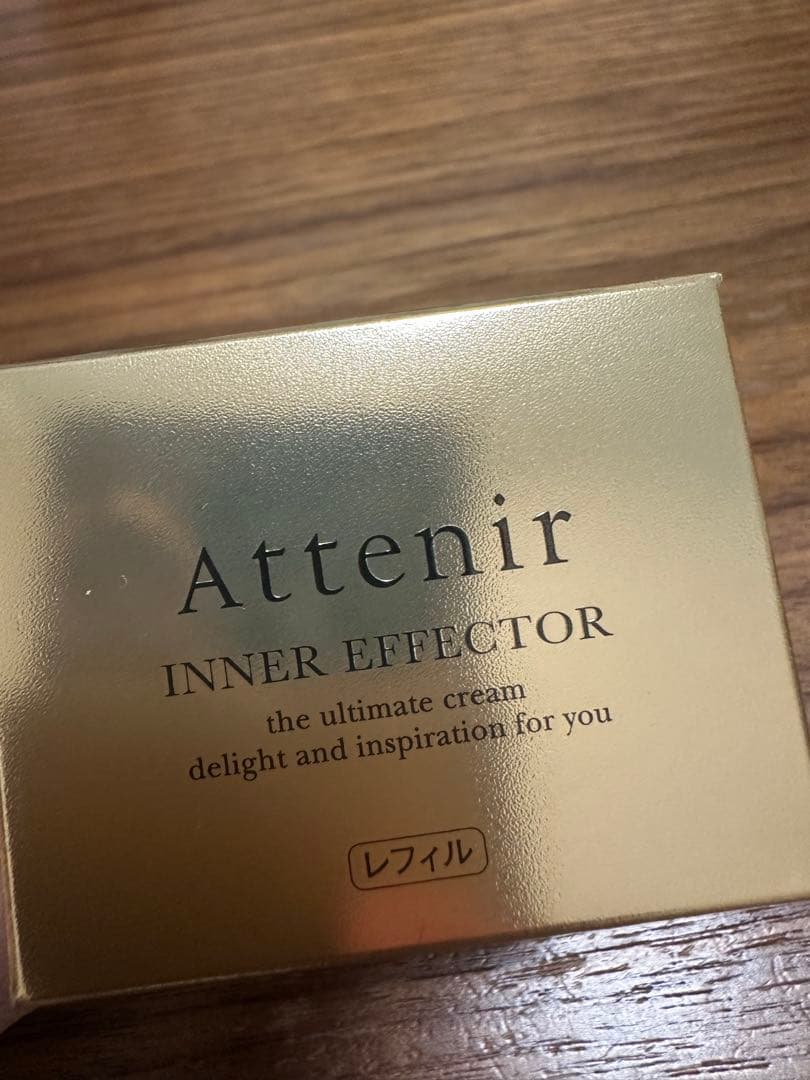 Attenir
INNER EFFECTOR
the ultimate cream
delight and inspiration for you
レフィル